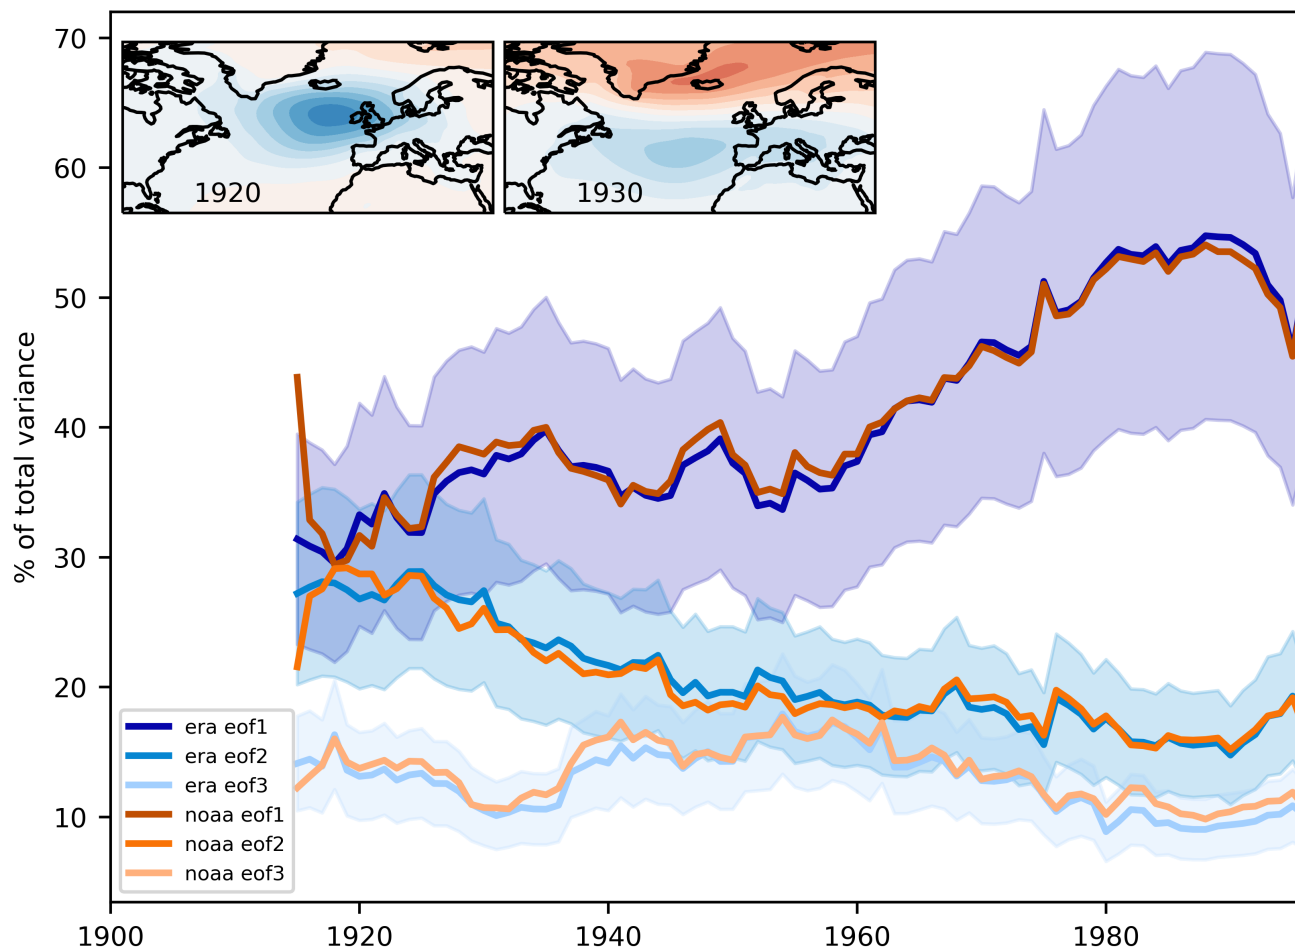 70
60
50
40
30
20
10
% of total variance
1920
1930
era eof1
era eof2
era eof3
noaa eof1
noaa eof2
noaa eof3
1900
1920
1940
1960
1980